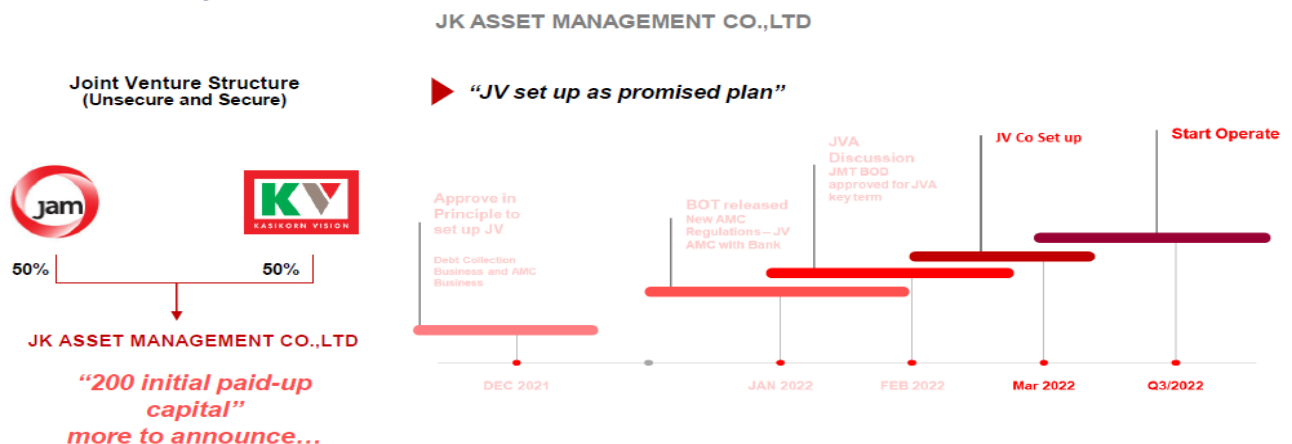 JK ASSET MANAGEMENT CO.,LTD
Joint Venture Structure
(Unsecure and Secure)
jam
KV
KASIKORN VISION
50%
50%
JK ASSET MANAGEMENT CO.,LTD
“200 initial paid-up
capital”
more to announce…
“JV set up as promised plan”
Approve in
Principle to
set up JV
Debt Collection
Business and AMC
Business
BOT released
New AMC
Regulations – JV
AMC with Bank
JVA
Discussion
JMT BOD
approved for JVA
key term
JV Co Set up
Start Operate
DEC 2021
JAN 2022
FEB 2022
Mar 2022
Q3/2022